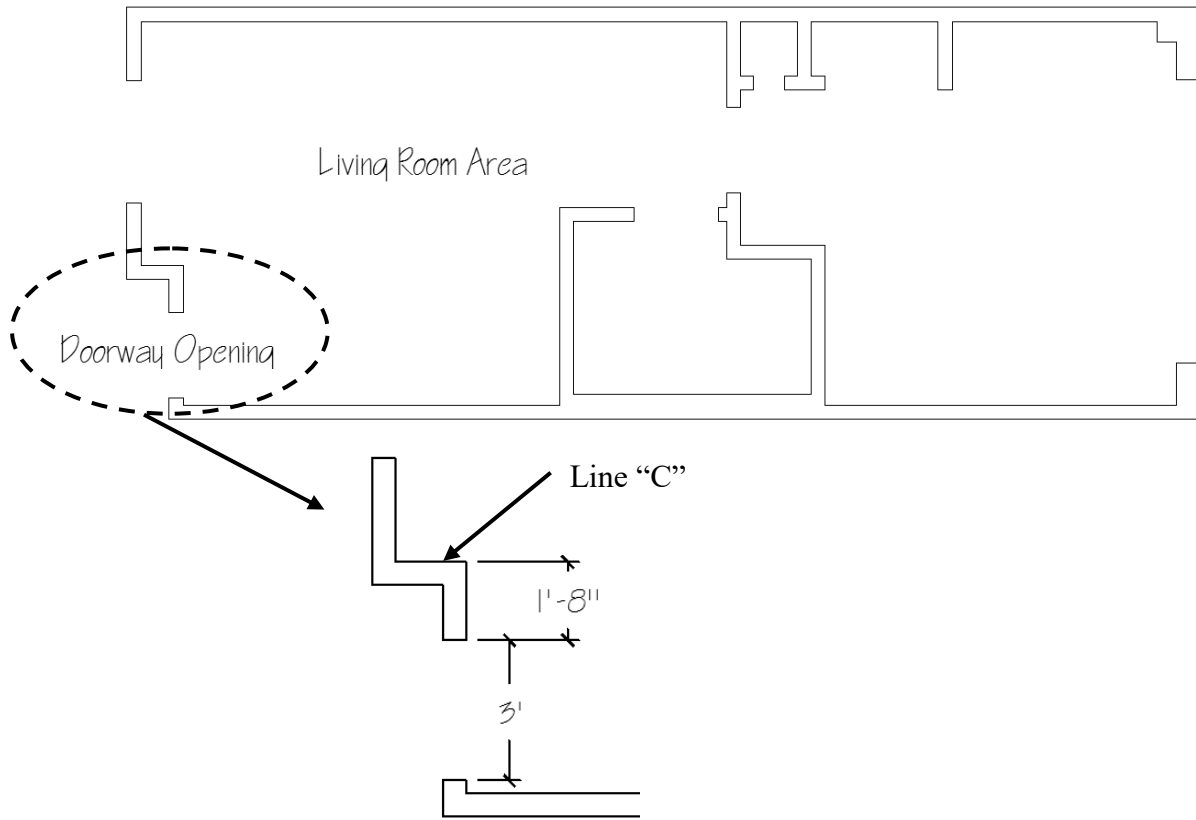 Living Room Area
Doorway Opening
Line “C”
1'-8"
3'